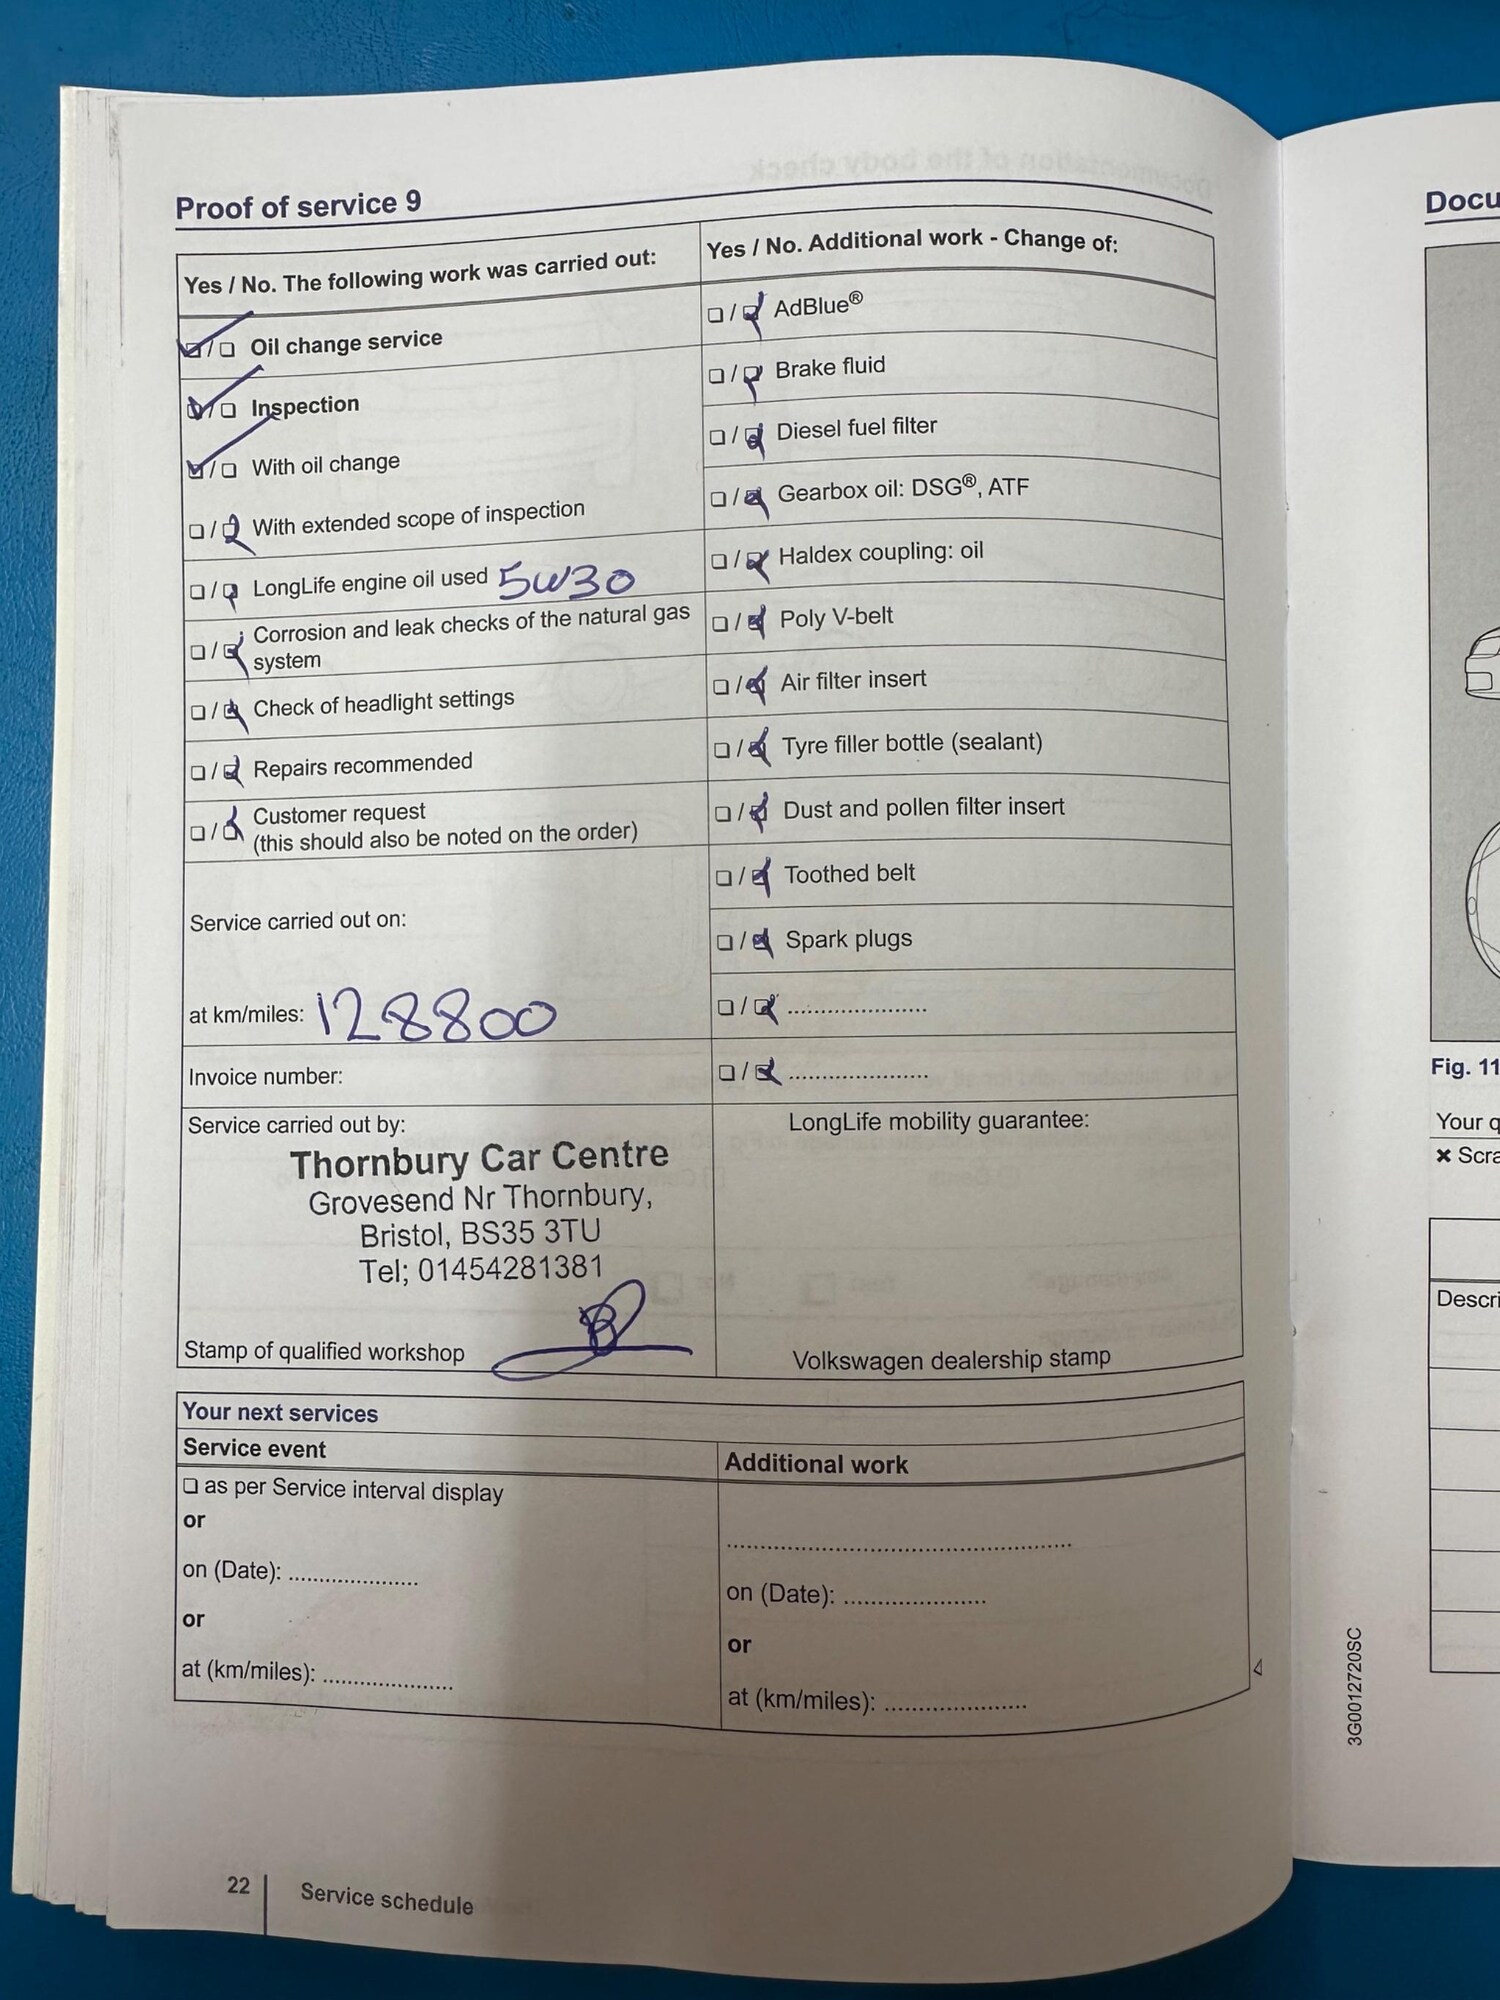 Proof of service 9
Yes / No. The following work was carried out:
Oil change service
Inspection
With oil change
With extended scope of inspection
LongLife engine oil used 5W30
Corrosion and leak checks of the natural gas
system
Check of headlight settings
Repairs recommended
Customer request
(this should also be noted on the order)
Service carried out on:
at km/miles: 128800
Invoice number:
Service carried out by:
Thornbury Car Centre
Grovesend Nr Thornbury,
Bristol, BS35 3TU
Tel; 01454281381
Stamp of qualified workshop
Yes / No. Additional work - Change of:
AdBlue®
Brake fluid
Diesel fuel filter
Gearbox oil: DSG®, ATF
Haldex coupling: oil
Poly V-belt
Air filter insert
Tyre filler bottle (sealant)
Dust and pollen filter insert
Toothed belt
Spark plugs
LongLife mobility guarantee:
Volkswagen dealership stamp
Your next services
Service event
as per Service interval display
or
on (Date): .....................
or
at (km/miles): .....................
Additional work
on (Date): .....................
or
at (km/miles): .....................
22
Service schedule
3G0012720SC
Docu
Fig. 11
Your q
Scra
Descri